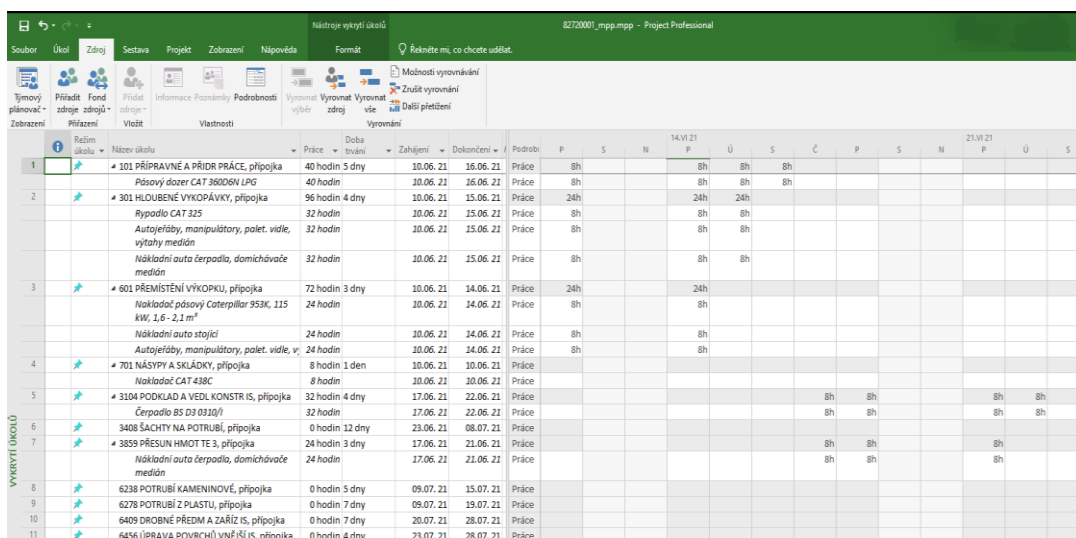 Nástroje vykrytí úkolů
82720001_mpp.mpp - Project Professional
Soubor Úkol Zdroj Sestava Projekt Zobrazení Nápověda Formát Řekněte mi, co chcete udělat.
Týmový plánovač
Přiřadit zdroje
Fond zdrojů
Přidat zdroje
Informace Poznámky Podrobnosti
Vyrovnat výběr
Vyrovnat zdroj
Vyrovnat vše
Možnosti vyrovnávání
Zrušit vyrovnání
Další přetížení
Zobrazení Přiřazení Vložit Vlastnosti Vyrovnání
Režim úkolu Název úkolu Práce Doba trvání Zahájení Dokončení Podrobi
14.VI 21 21.VI 21
P S N P Ú S Č P S N P Ú S
1 101 PŘÍPRAVNÉ A PŘIDR PRÁCE, přípojka 40 hodin 5 dny 10.06. 21 16.06. 21 Práce 8h 8h 8h 8h
Pásový dozer CAT 360D6N LPG 40 hodin 10.06. 21 16.06. 21 Práce 8h 8h 8h 8h
2 301 HLOUBENÉ VYKOPÁVKY, přípojka 96 hodin 4 dny 10.06. 21 15.06. 21 Práce 24h 24h 24h
Rypadlo CAT 325 32 hodin 10.06. 21 15.06. 21 Práce 8h 8h 8h
Autojeřáby, manipulátory, palet. vidle, 32 hodin 10.06. 21 15.06. 21 Práce 8h 8h 8h
výtahy medián
Nákladní auta čerpadla, domíchávače 32 hodin 10.06. 21 15.06. 21 Práce 8h 8h 8h
medián
3 601 PŘEMÍSTĚNÍ VÝKOPKU, přípojka 72 hodin 3 dny 10.06. 21 14.06. 21 Práce 24h 24h
Nakladač pásový Caterpillar 953K, 115 24 hodin 10.06. 21 14.06. 21 Práce 8h 8h
kW, 1,6 - 2,1 m³
Nákladní auto stojící 24 hodin 10.06. 21 14.06. 21 Práce 8h 8h
Autojeřáby, manipulátory, palet. vidle, 24 hodin 10.06. 21 14.06. 21 Práce 8h 8h
4 701 NÁSYPY A SKLÁDKY, přípojka 8 hodin 1 den 10.06. 21 10.06. 21 Práce
Nakladač CAT 438C 8 hodin 10.06. 21 10.06. 21 Práce
5 3104 PODKLAD A VEDL KONSTR IS, přípojka 32 hodin 4 dny 17.06. 21 22.06. 21 Práce 8h 8h 8h 8h
Čerpadlo BS D3 0310/I 32 hodin 17.06. 21 22.06. 21 Práce 8h 8h 8h 8h
6 3408 ŠACHTY NA POTRUBÍ, přípojka 0 hodin 12 dny 23.06. 21 08.07. 21 Práce
7 3859 PŘESUN HMOT TE 3, přípojka 24 hodin 3 dny 17.06. 21 21.06. 21 Práce 8h 8h 8h
Nákladní auta čerpadla, domíchávače 24 hodin 17.06. 21 21.06. 21 Práce 8h 8h 8h
medián
8 6238 POTRUBÍ KAMENINOVÉ, přípojka 0 hodin 5 dny 09.07. 21 15.07. 21 Práce
9 6278 POTRUBÍ Z PLASTU, přípojka 0 hodin 7 dny 09.07. 21 19.07. 21 Práce
10 6409 DROBNÉ PŘEDM A ZAŘÍZ IS, přípojka 0 hodin 7 dny 20.07. 21 28.07. 21 Práce
11 6456 ÚPRAVA POVRCHŮ VNĚJŠÍ IS, přípojka 0 hodin 4 dny 23.07. 21 28.07. 21 Práce
VYKRYTÍ ÚKOLŮ